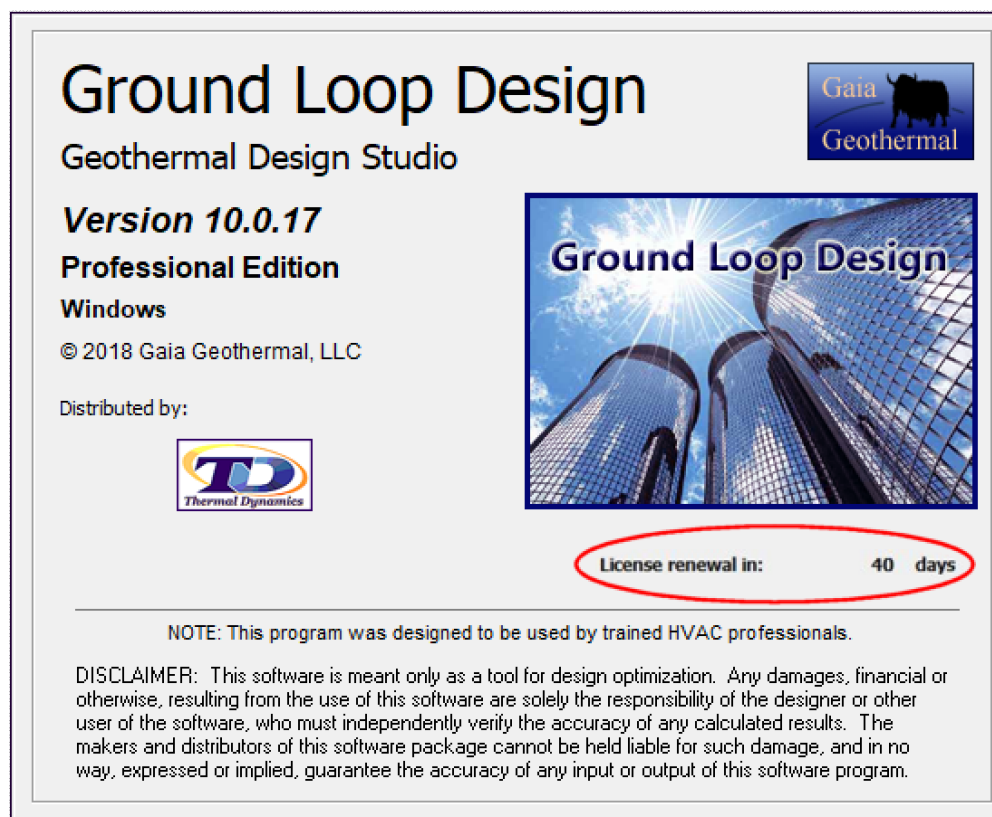 Ground Loop Design
Gaia
Geothermal
Geothermal Design Studio
Version 10.0.17
Professional Edition
Windows
© 2018 Gaia Geothermal, LLC
Ground Loop Design
Distributed by:
TD
Thermal Dynamics
License renewal in: 40 days
NOTE: This program was designed to be used by trained HVAC professionals.
DISCLAIMER: This software is meant only as a tool for design optimization. Any damages, financial or
otherwise, resulting from the use of this software are solely the responsibility of the designer or other
user of the software, who must independently verify the accuracy of any calculated results. The
makers and distributors of this software package cannot be held liable for such damage, and in no
way, expressed or implied, guarantee the accuracy of any input or output of this software program.